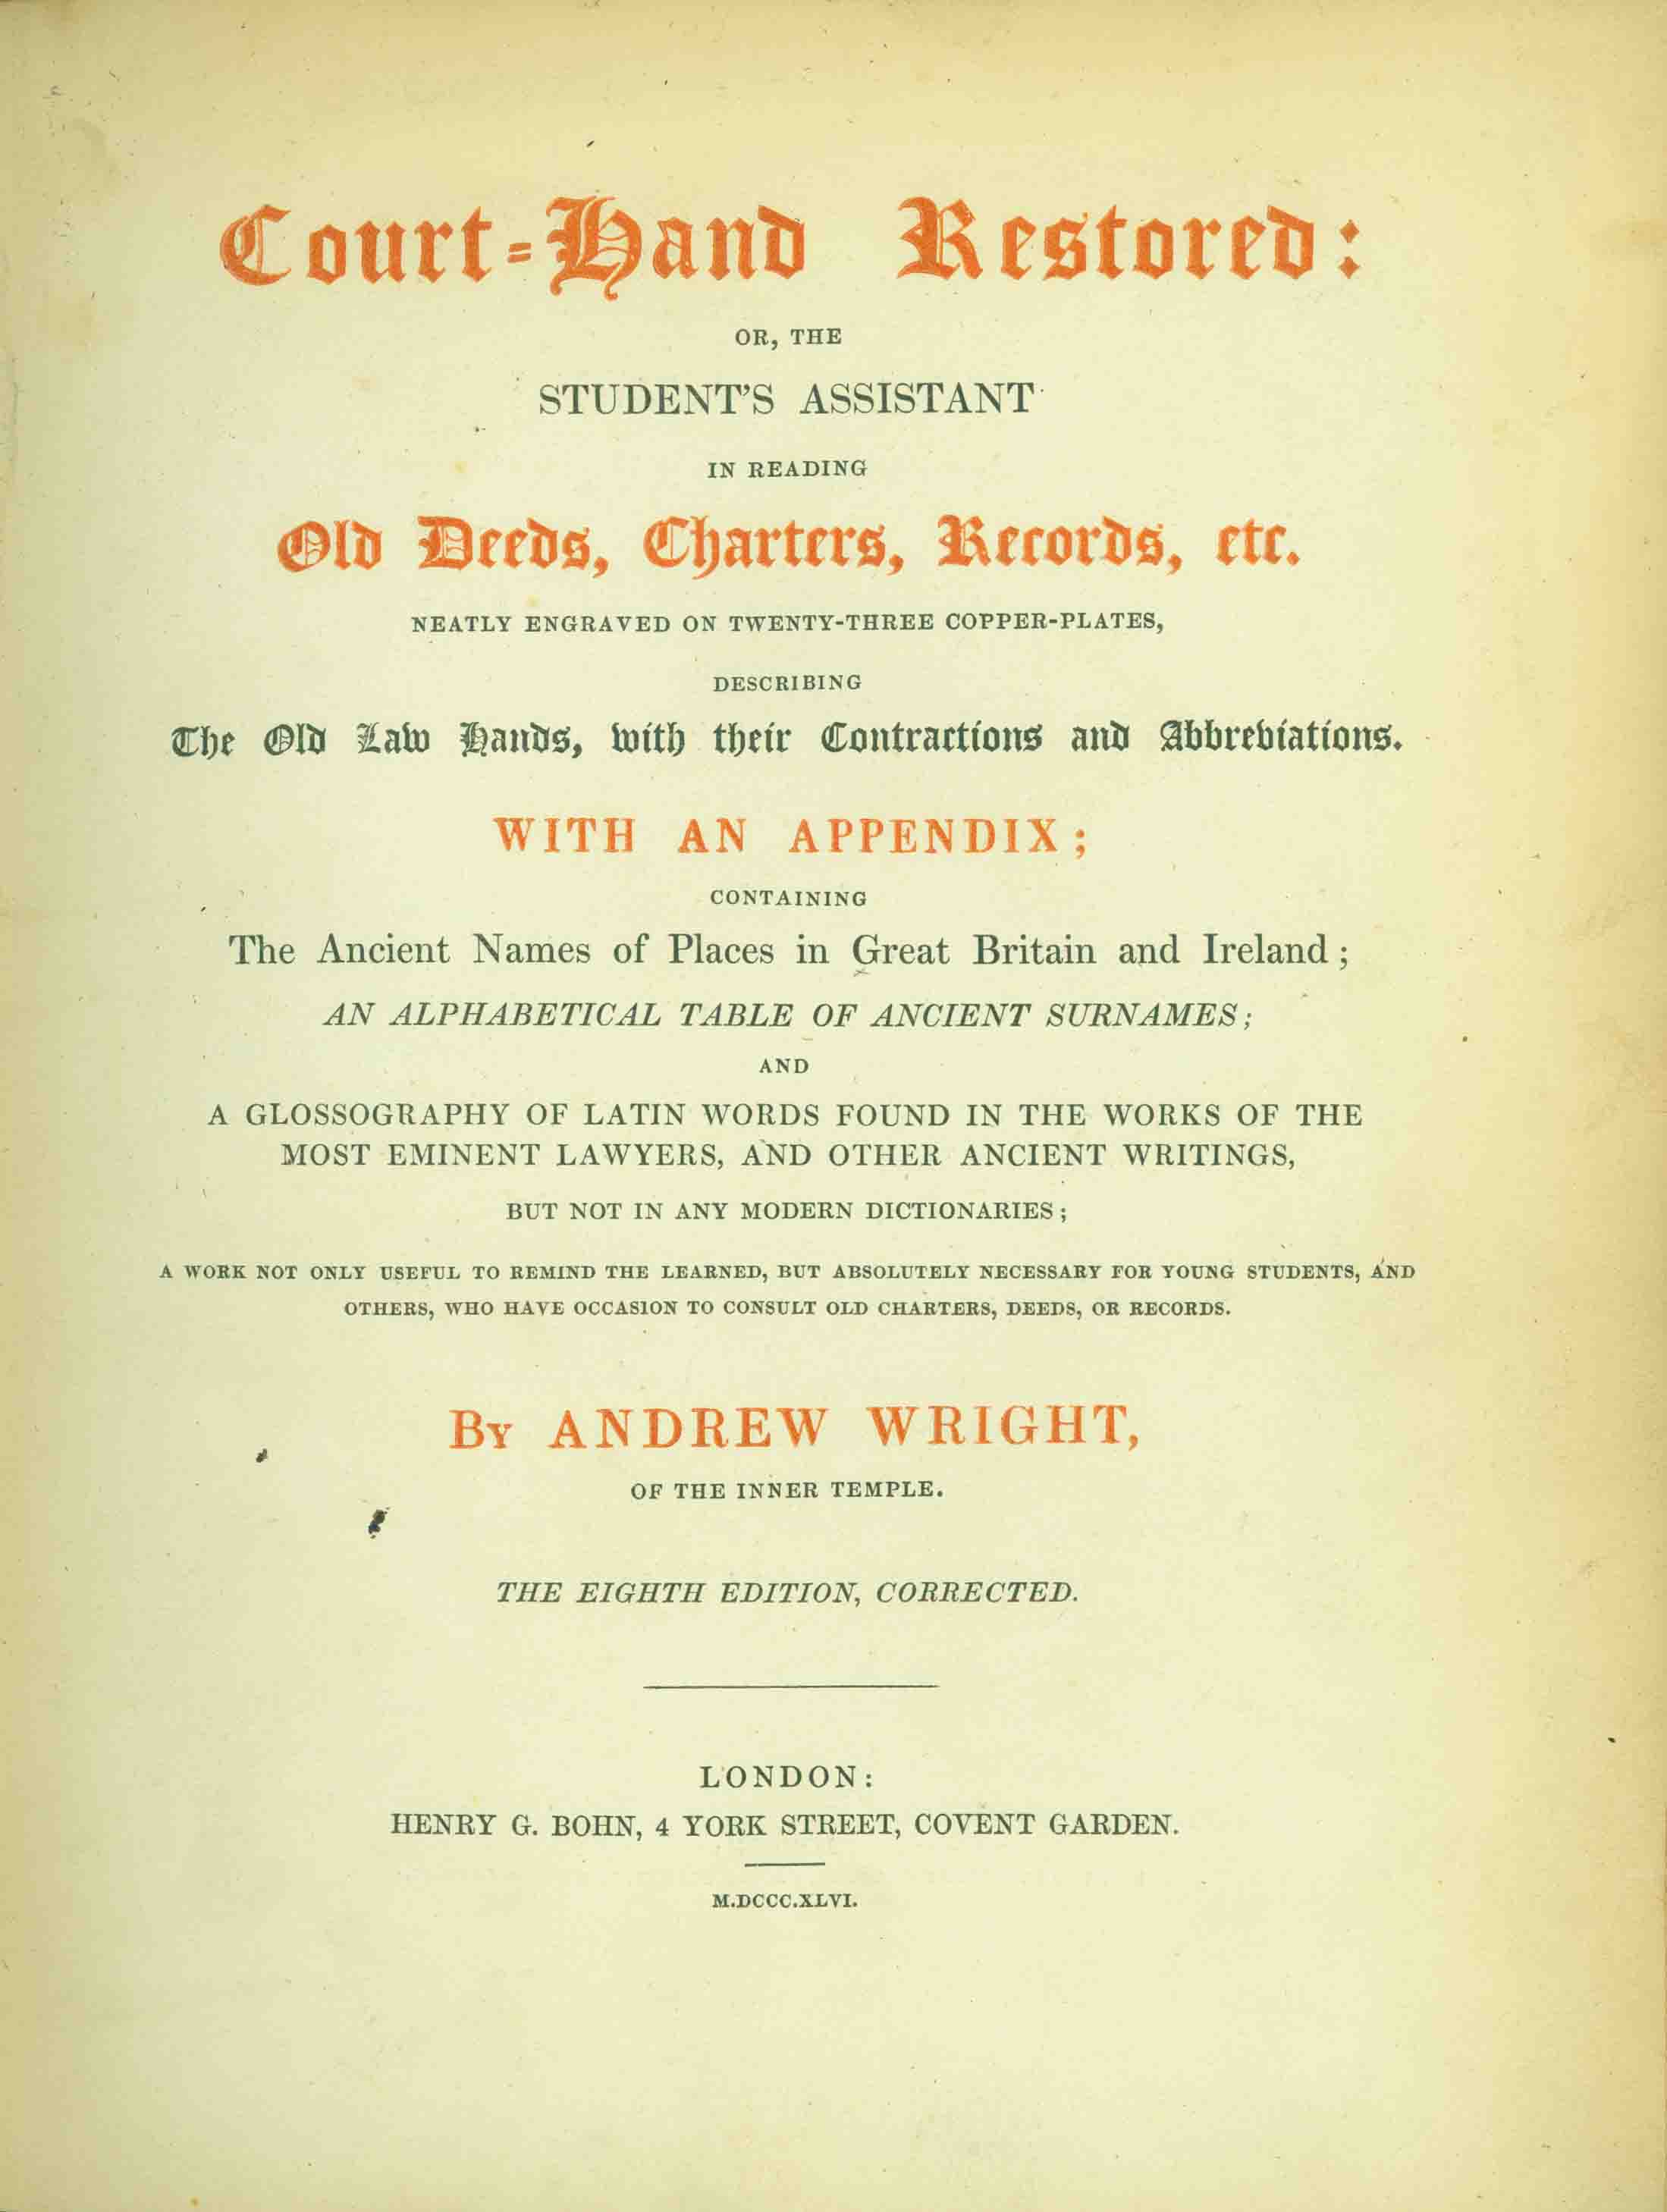 Court-Hand Restored:
OR, THE
STUDENT'S ASSISTANT
IN READING
Old Deeds, Charters, Records, etc.
NEATLY ENGRAVED ON TWENTY-THREE COPPER-PLATES,
DESCRIBING
The Old Law Hands, with their Contractions and Abbreviations.
WITH AN APPENDIX;
CONTAINING
The Ancient Names of Places in Great Britain and Ireland;
AN ALPHABETICAL TABLE OF ANCIENT SURNAMES;
AND
A GLOSSOGRAPHY OF LATIN WORDS FOUND IN THE WORKS OF THE
MOST EMINENT LAWYERS, AND OTHER ANCIENT WRITINGS,
BUT NOT IN ANY MODERN DICTIONARIES;
A WORK NOT ONLY USEFUL TO REMIND THE LEARNED, BUT ABSOLUTELY NECESSARY FOR YOUNG STUDENTS, AND
OTHERS, WHO HAVE OCCASION TO CONSULT OLD CHARTERS, DEEDS, OR RECORDS.
BY ANDREW WRIGHT,
OF THE INNER TEMPLE.
THE EIGHTH EDITION, CORRECTED.
LONDON:
HENRY G. BOHN, 4 YORK STREET, COVENT GARDEN.
M.DCCC.XLVI.